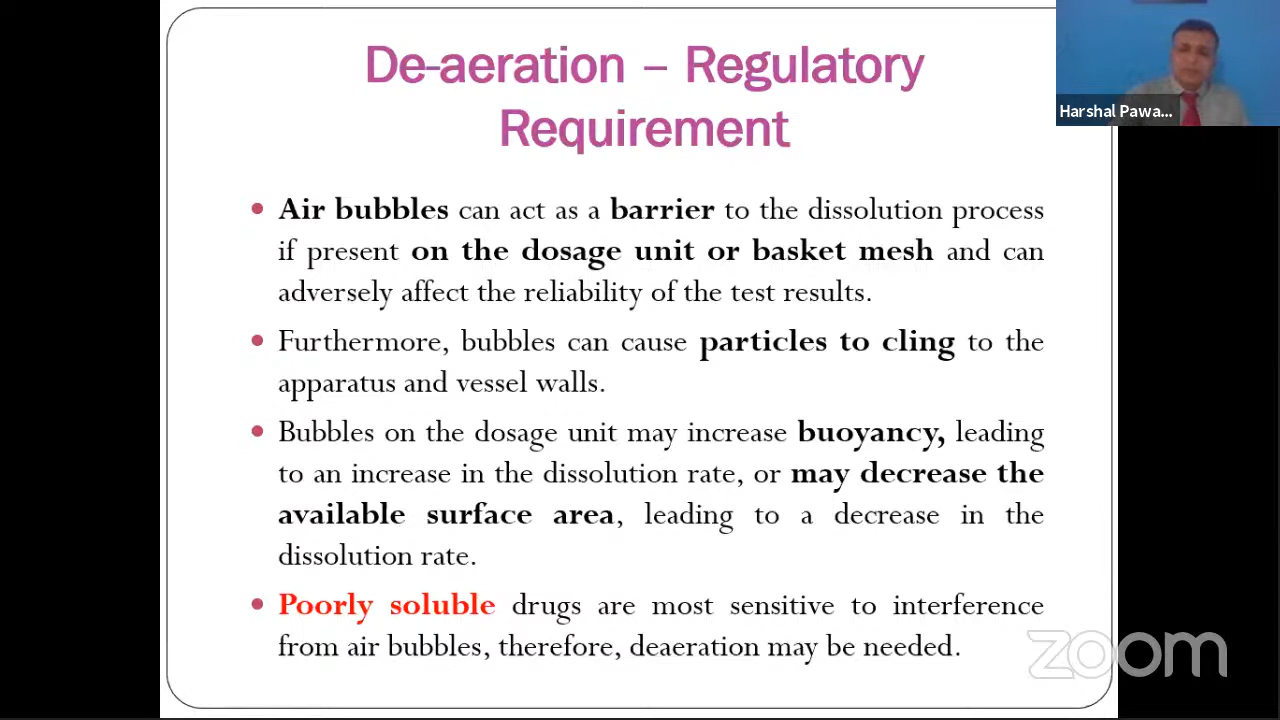 De-aeration – Regulatory
Requirement
Harshal Pawa...
• Air bubbles can act as a barrier to the dissolution process
if present on the dosage unit or basket mesh and can
adversely affect the reliability of the test results.
• Furthermore, bubbles can cause particles to cling to the
apparatus and vessel walls.
• Bubbles on the dosage unit may increase buoyancy, leading
to an increase in the dissolution rate, or may decrease the
available surface area, leading to a decrease in the
dissolution rate.
• Poorly soluble drugs are most sensitive to interference
from air bubbles, therefore, deaeration may be needed.
zoom